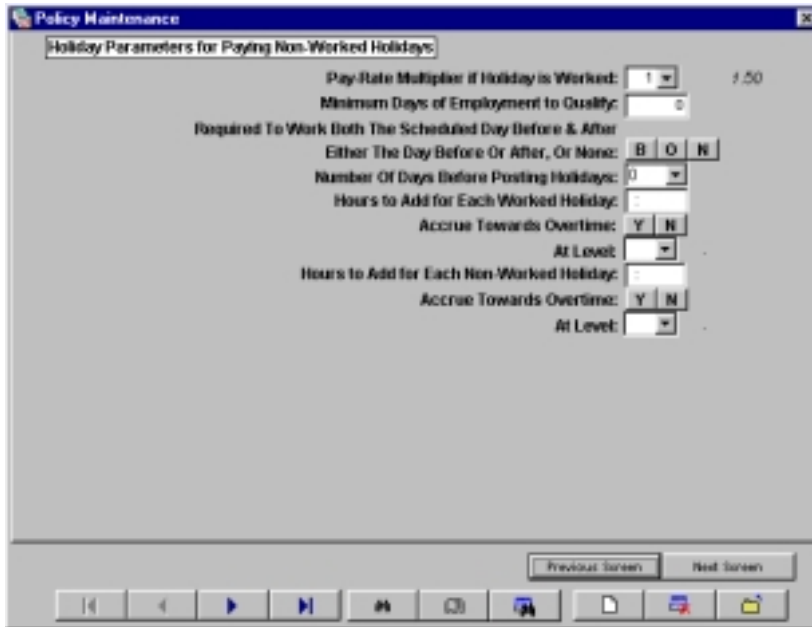 Policy Maintenance
Holiday Parameters for Paying Non-Worked Holidays
Pay-Rate Multiplier if Holiday is Worked: 1 1.50
Minimum Days of Employment to Qualify: 0
Required To Work Both The Scheduled Day Before & After
Either The Day Before Or After, Or None: B O N
Number Of Days Before Posting Holidays: 0
Hours to Add for Each Worked Holiday: :
Accrue Towards Overtime: Y N
At Level:
Hours to Add for Each Non-Worked Holiday: :
Accrue Towards Overtime: Y N
At Level:
Previous Screen Next Screen